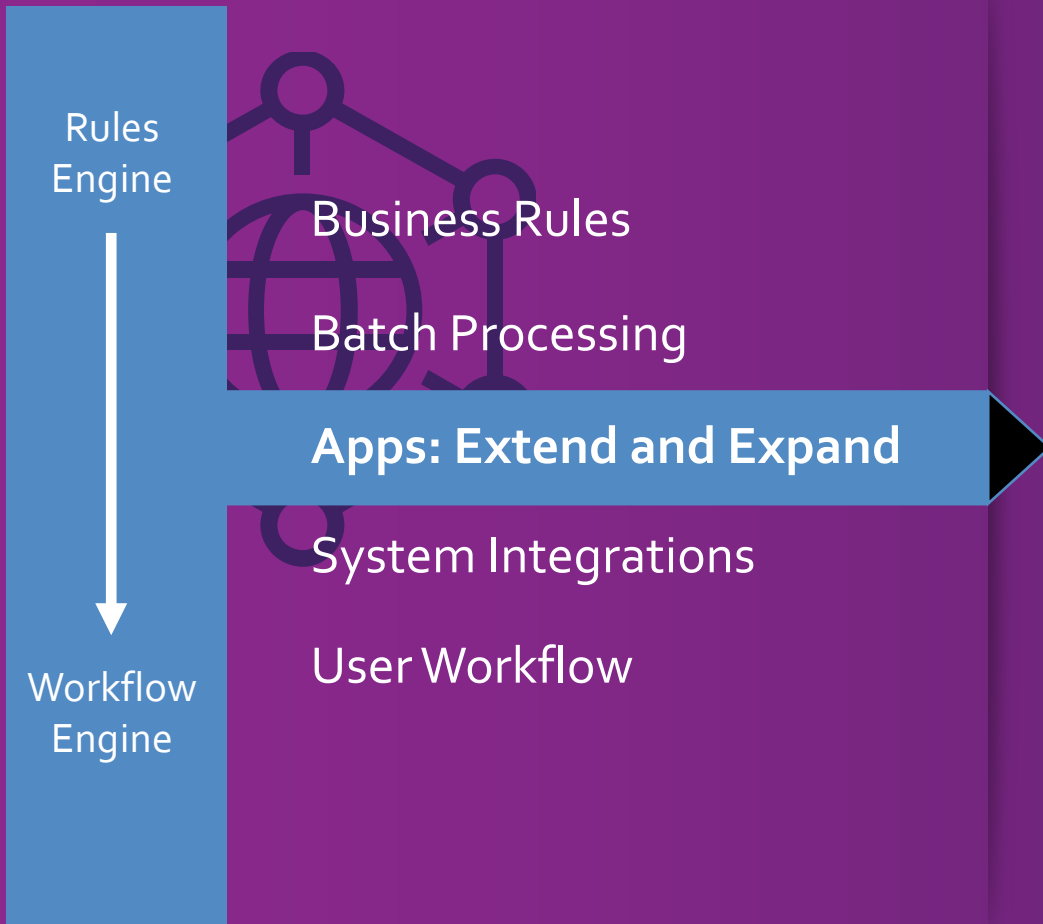 Rules
Engine
Workflow
Engine
Business Rules
Batch Processing
Apps: Extend and Expand
System Integrations
User Workflow